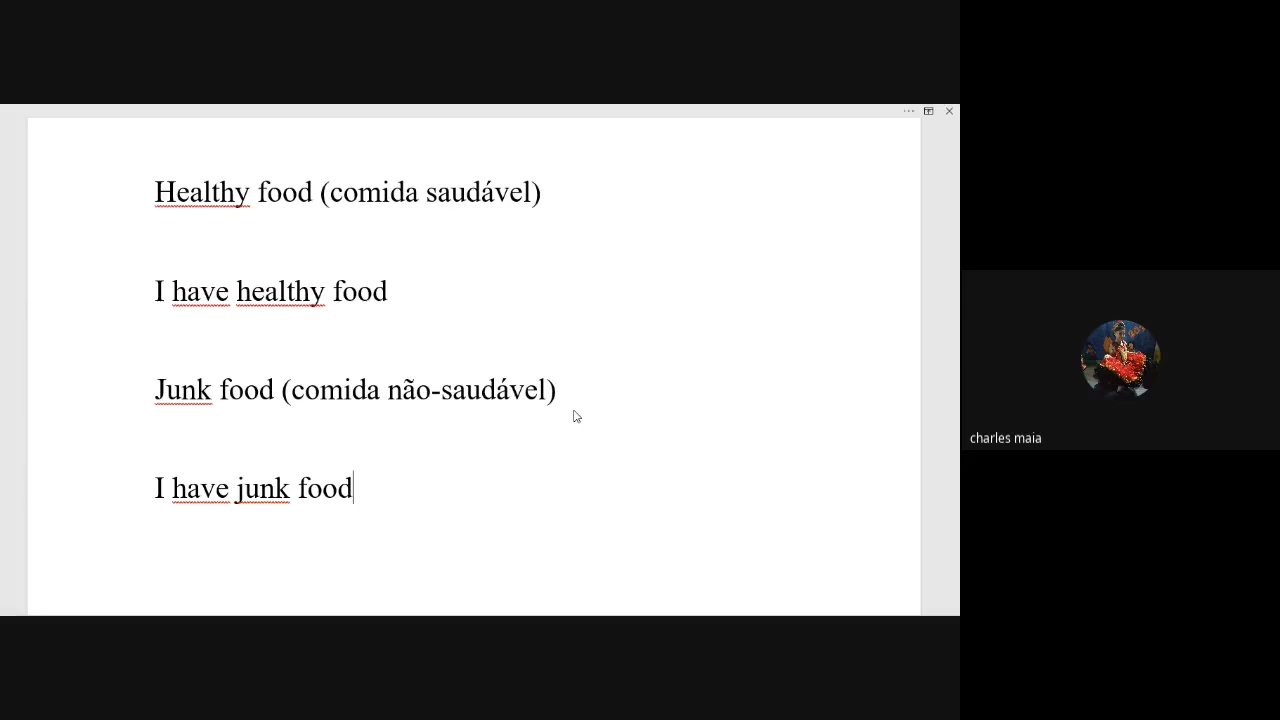 Healthy food (comida saudável)
I have healthy food
Junk food (comida não-saudável)
I have junk food
charles maia